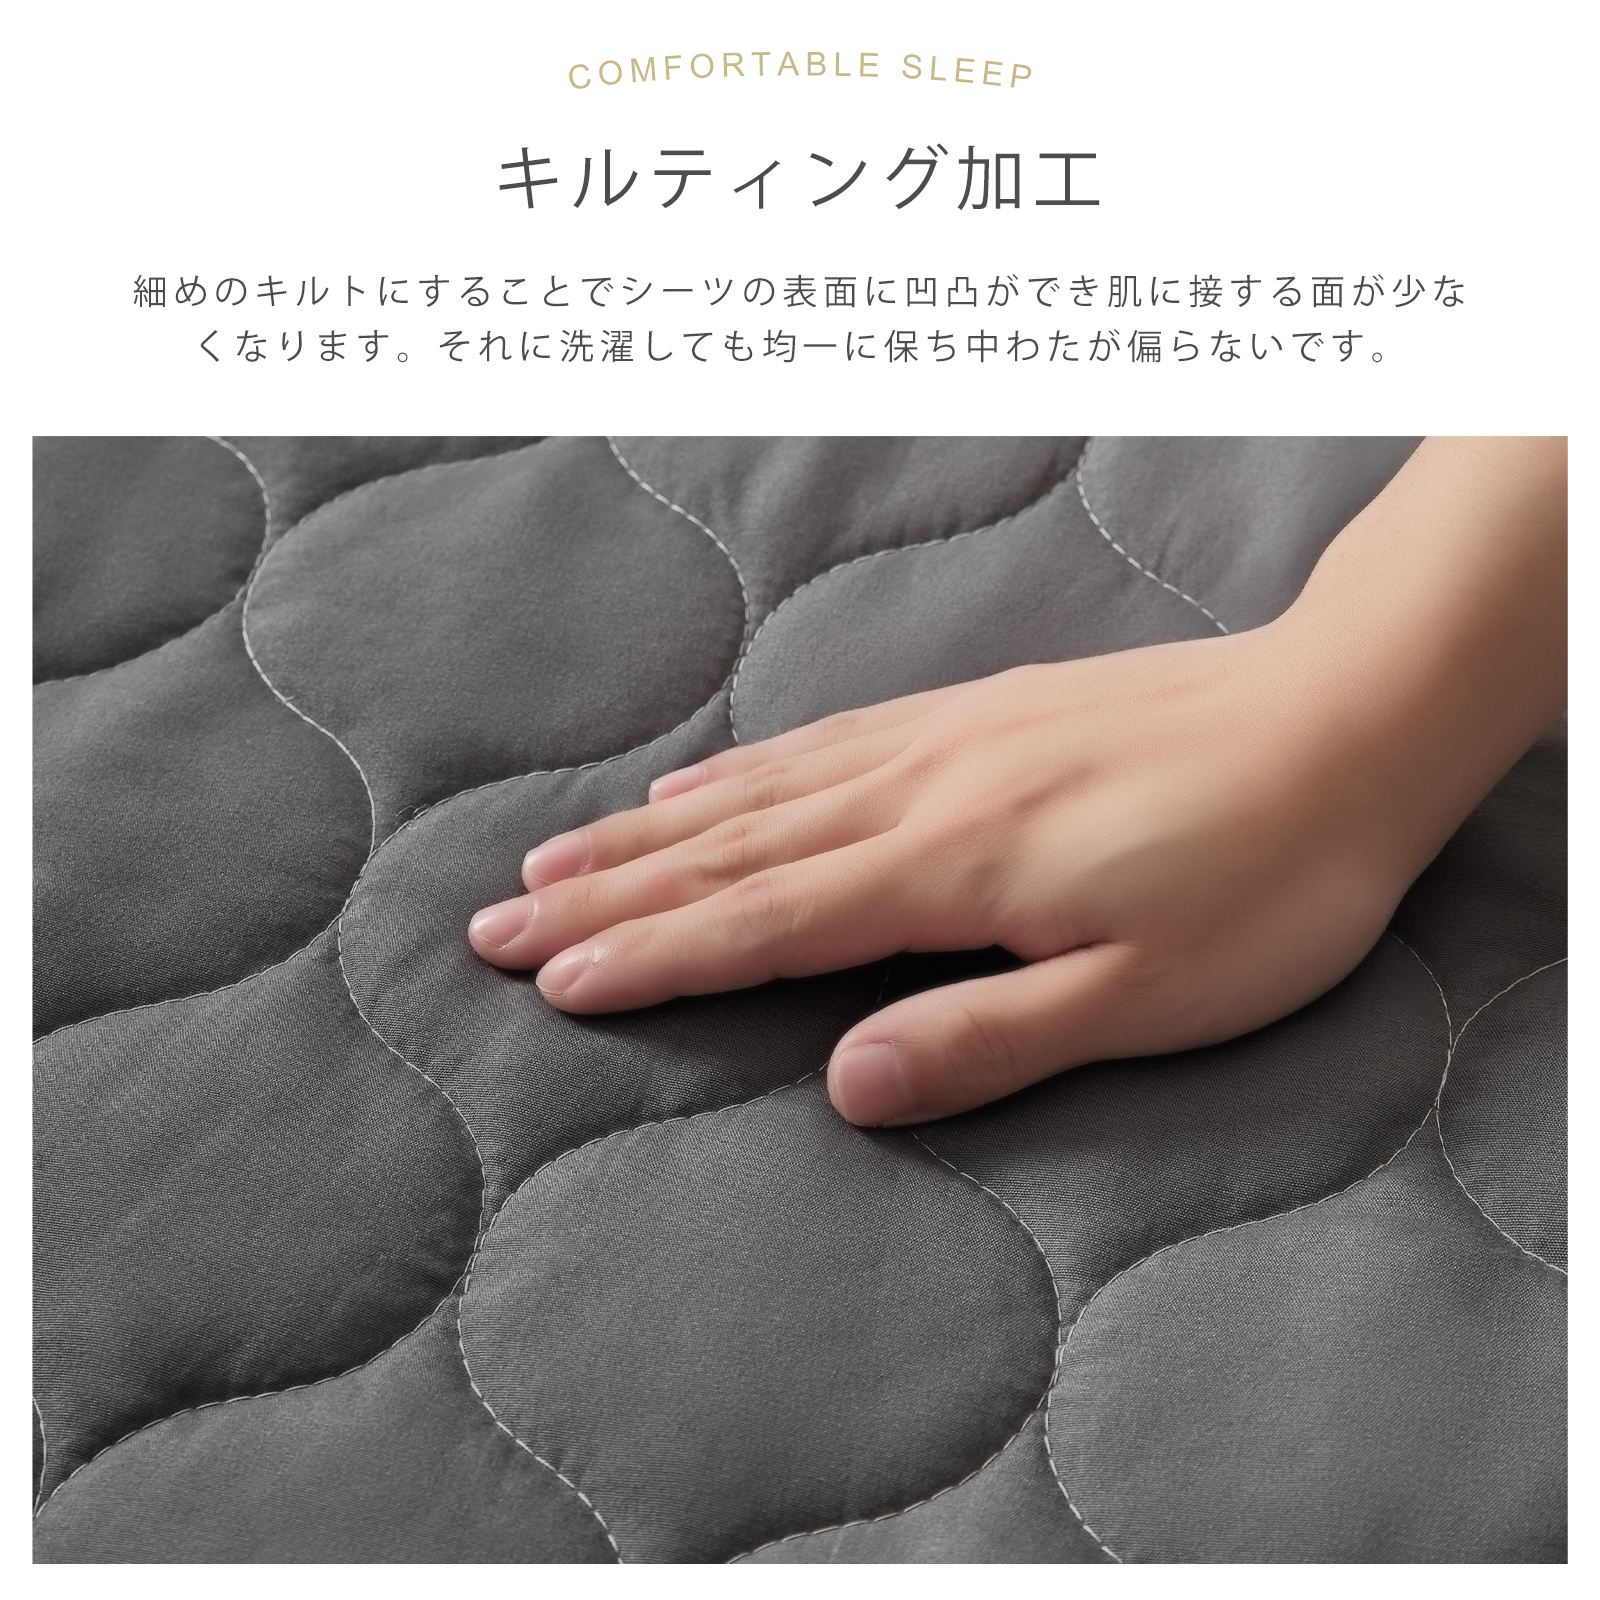 COMFORTABLE SLEEP
キルティング加工
細めのキルトにすることでシーツの表面に凹凸ができ肌に接する面が少な
くなります。それに洗濯しても均一に保ち中わたが偏らないです。